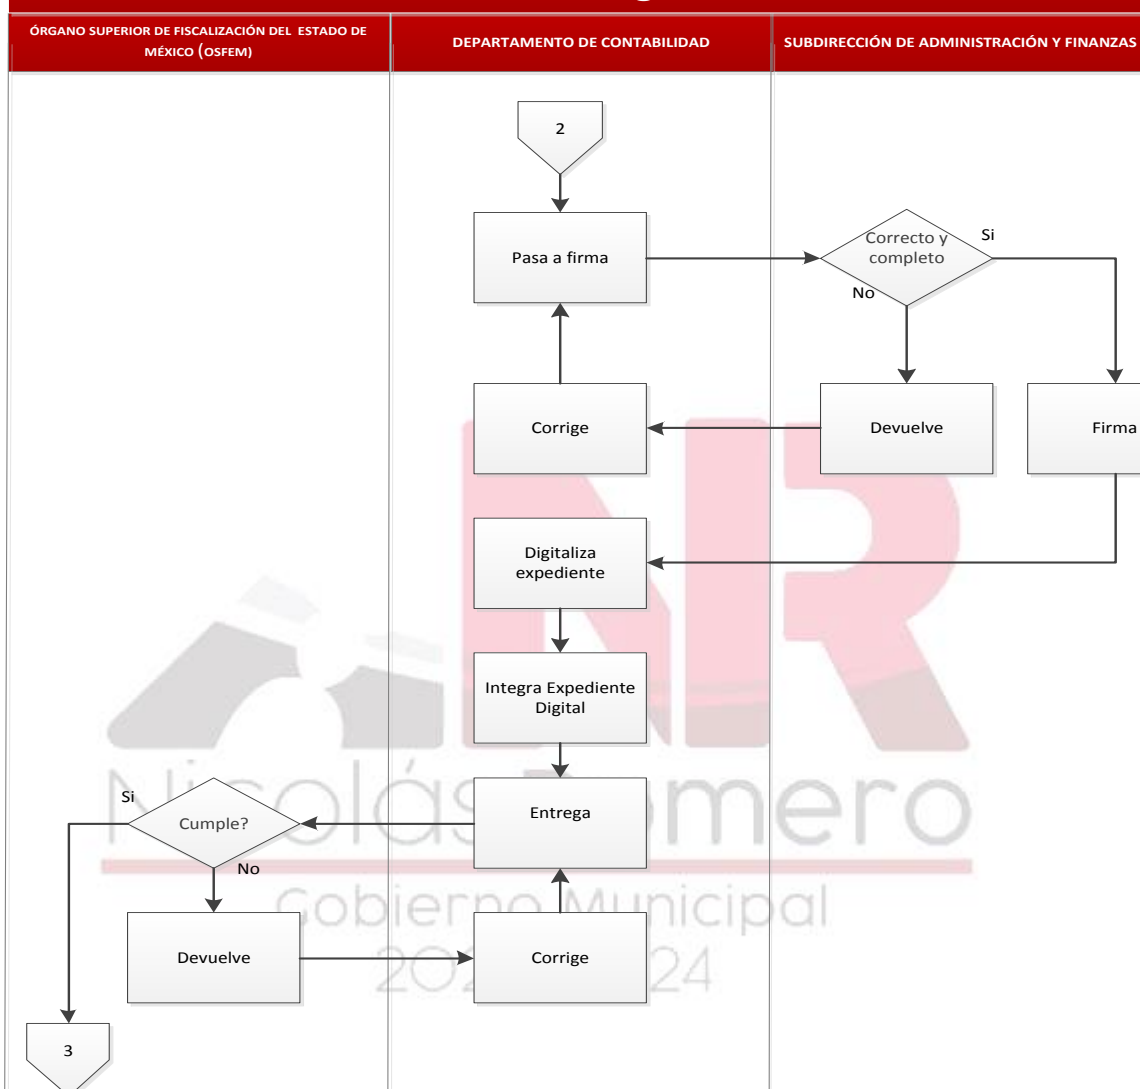 ÓRGANO SUPERIOR DE FISCALIZACIÓN DEL ESTADO DE
MÉXICO (OSFEM)
DEPARTAMENTO DE CONTABILIDAD
SUBDIRECCIÓN DE ADMINISTRACIÓN Y FINANZAS
2
Pasa a firma
Correcto y
completo
Si
No
Corrige
Devuelve
Firma
Digitaliza
expediente
Integra Expediente
Digital
Si
Cumple?
Entrega
No
Devuelve
Corrige
3
NR
Nicolás Romero
Gobierno Municipal